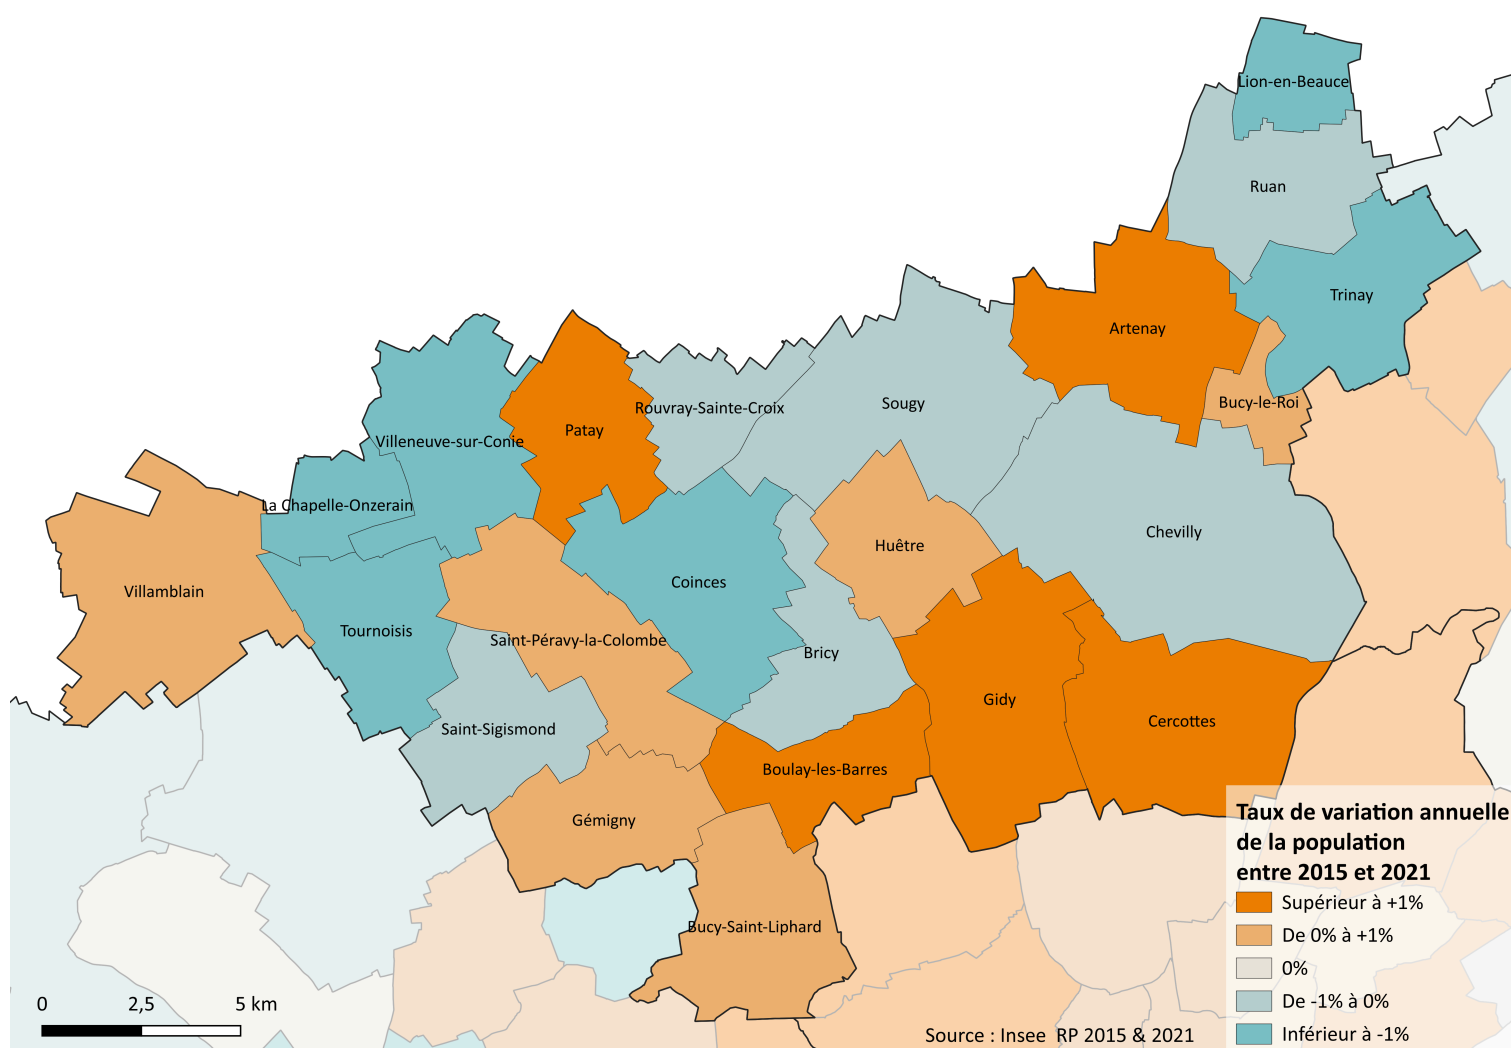 Lion-en-Beauce
Ruan
Trinay
Artenay
Bucy-le-Roi
Sougy
Rouvray-Sainte-Croix
Patay
Villeneuve-sur-Conie
La Chapelle-Onzerain
Chevilly
Huêtre
Coinces
Villamblain
Tournoisis
Saint-Péravy-la-Colombe
Bricy
Gidy
Cercottes
Saint-Sigismond
Boulay-les-Barres
Gémigny
Bucy-Saint-Liphard
Taux de variation annuelle
de la population
entre 2015 et 2021
Supérieur à +1%
De 0% à +1%
0%
De -1% à 0%
Inférieur à -1%
0 2,5 5 km
Source : Insee RP 2015 & 2021